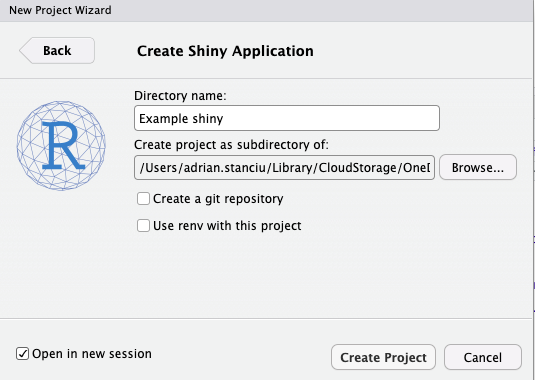 New Project Wizard
Back
Create Shiny Application
R
Directory name:
Example shiny
Create project as subdirectory of:
/Users/adrian.stanciu/Library/CloudStorage/OneD
Browse...
Create a git repository
Use renv with this project
Open in new session
Create Project
Cancel